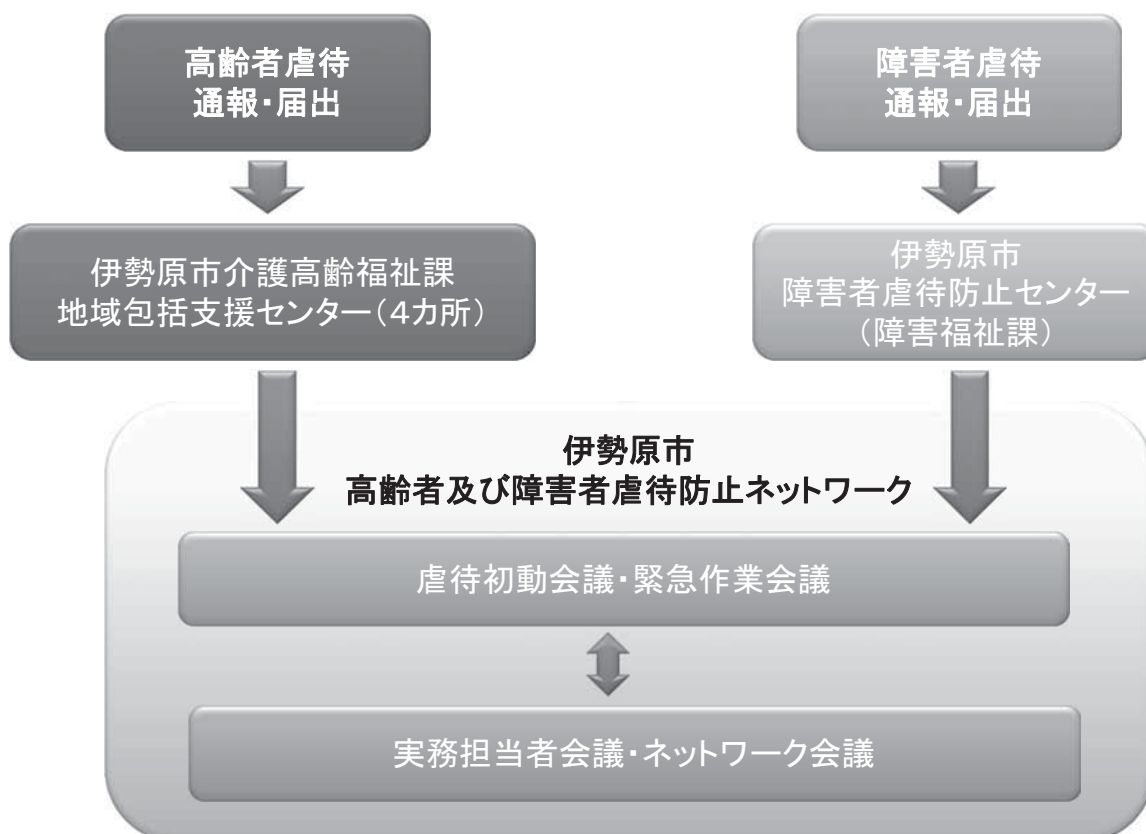 高齢者虐待
通報・届出
障害者虐待
通報・届出
伊勢原市介護高齢福祉課
地域包括支援センター（４カ所）
伊勢原市
障害者虐待防止センター
（障害福祉課）
伊勢原市
高齢者及び障害者虐待防止ネットワーク
虐待初動会議・緊急作業会議
実務担当者会議・ネットワーク会議